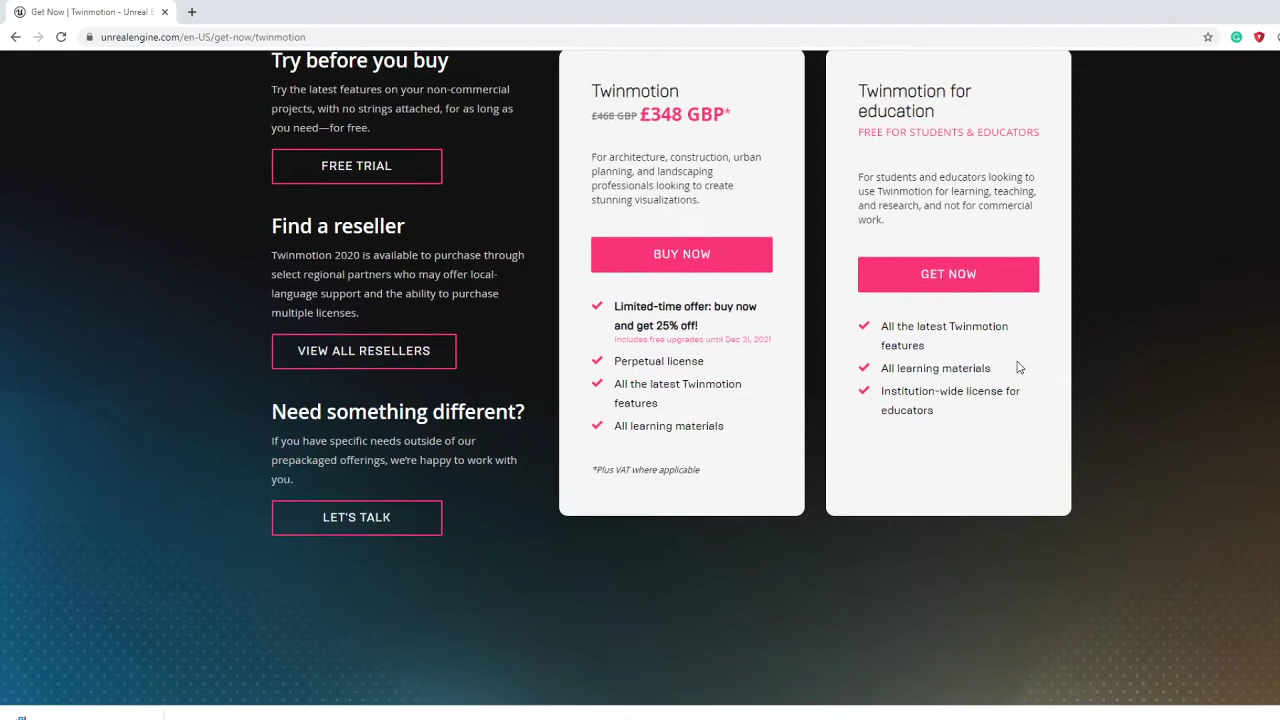 Get Now | Twinmotion - Unreal E
unrealengine.com/en-US/get-now/twinmotion
Try before you buy
Try the latest features on your non-commercial
projects, with no strings attached, for as long as
you need—for free.
FREE TRIAL
Find a reseller
Twinmotion 2020 is available to purchase through
select regional partners who may offer local-
language support and the ability to purchase
multiple licenses.
VIEW ALL RESELLERS
Need something different?
If you have specific needs outside of our
prepackaged offerings, we're happy to work with
you.
LET'S TALK
Twinmotion
£468 GBP £348 GBP*
For architecture, construction, urban
planning, and landscaping
professionals looking to create
stunning visualizations.
BUY NOW
Limited-time offer: buy now
and get 25% off!
Includes free upgrades until Dec 31, 2021
Perpetual license
All the latest Twinmotion
features
All learning materials
*Plus VAT where applicable
Twinmotion for
education
FREE FOR STUDENTS & EDUCATORS
For students and educators looking to
use Twinmotion for learning, teaching,
and research, and not for commercial
work.
GET NOW
All the latest Twinmotion
features
All learning materials
Institution-wide license for
educators